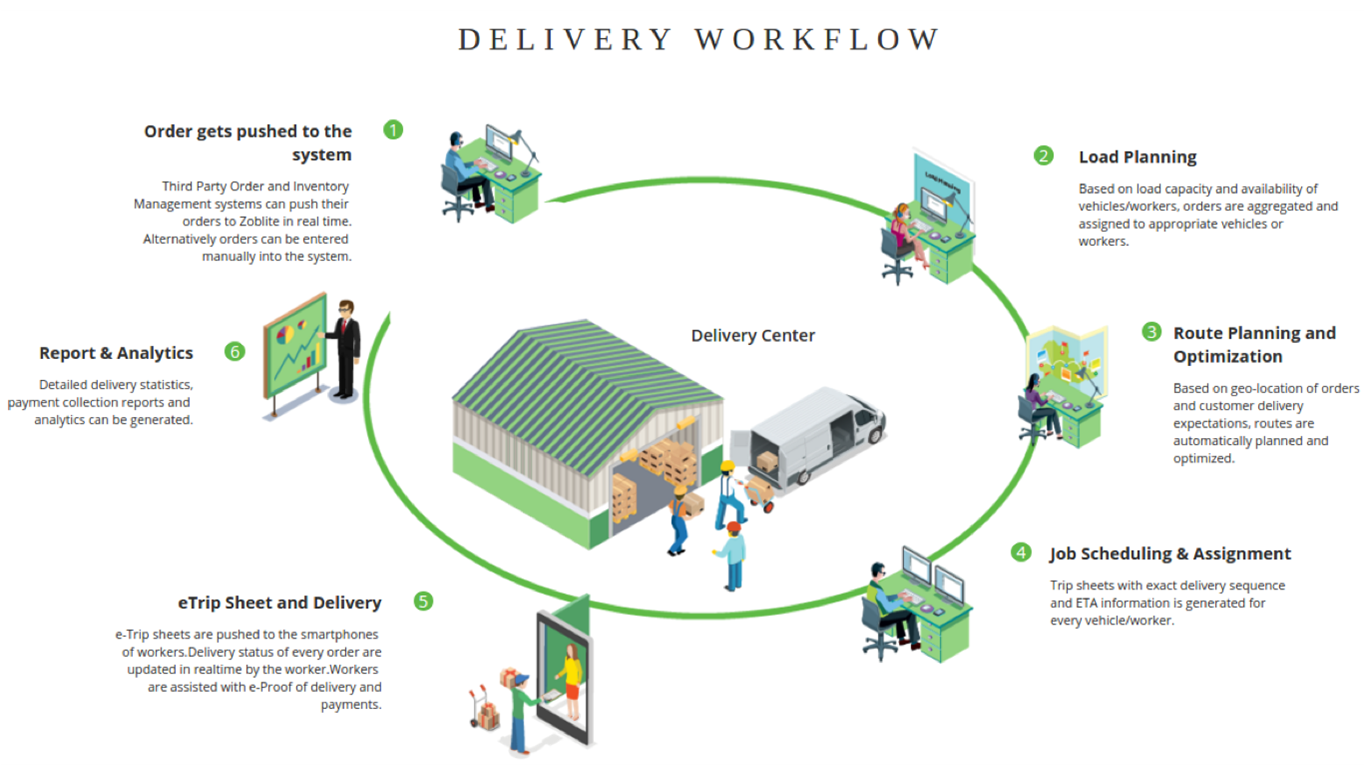 DELIVERY WORKFLOW
1
Order gets pushed to the
system
Third Party Order and Inventory
Management systems can push their
orders to Zoblite in real time.
Alternatively orders can be entered
manually into the system.
2
Load Planning
Based on load capacity and availability of
vehicles/workers, orders are aggregated and
assigned to appropriate vehicles or
workers.
Load Planning
3
Route Planning and
Optimization
Based on geo-location of orders
and customer delivery
expectations, routes are
automatically planned and
optimized.
Delivery Center
4
Job Scheduling & Assignment
Trip sheets with exact delivery sequence
and ETA information is generated for
every vehicle/worker.
5
eTrip Sheet and Delivery
e-Trip sheets are pushed to the smartphones
of workers.Delivery status of every order are
updated in realtime by the worker.Workers
are assisted with e-Proof of delivery and
payments.
6
Report & Analytics
Detailed delivery statistics,
payment collection reports and
analytics can be generated.